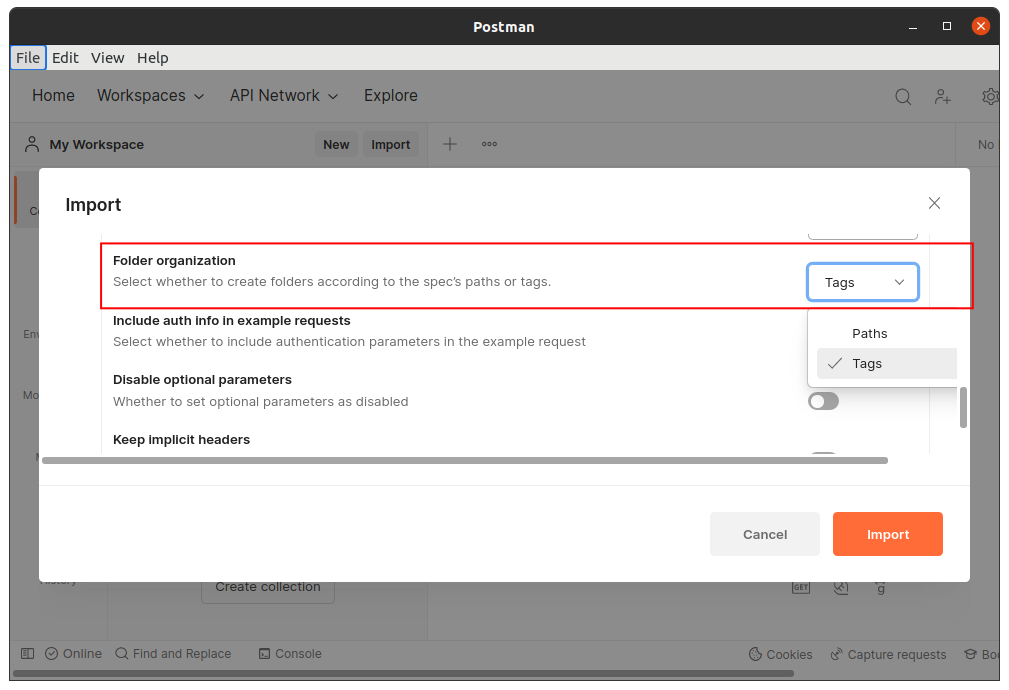 Postman
File Edit View Help
Home Workspaces API Network Explore
My Workspace New Import No
Import
Folder organization
Select whether to create folders according to the spec's paths or tags.
Tags
Include auth info in example requests
Select whether to include authentication parameters in the example request
Paths
Tags
Disable optional parameters
Whether to set optional parameters as disabled
Keep implicit headers
Cancel Import
History
Create collection
GET
g
Online Find and Replace Console Cookies Capture requests